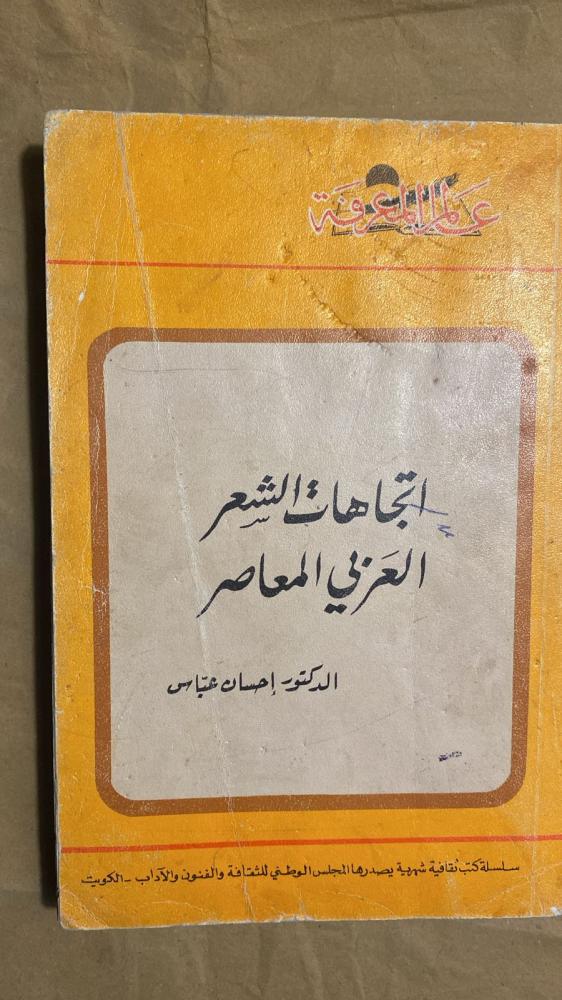 عالم المعرفة
اتجاهات الشعر
العربي المعاصر
الدكتور إحسان عباس
سلسلة كتب ثقافية شهرية يصدرها المجلس الوطني للثقافة والفنون والآداب - الكويت